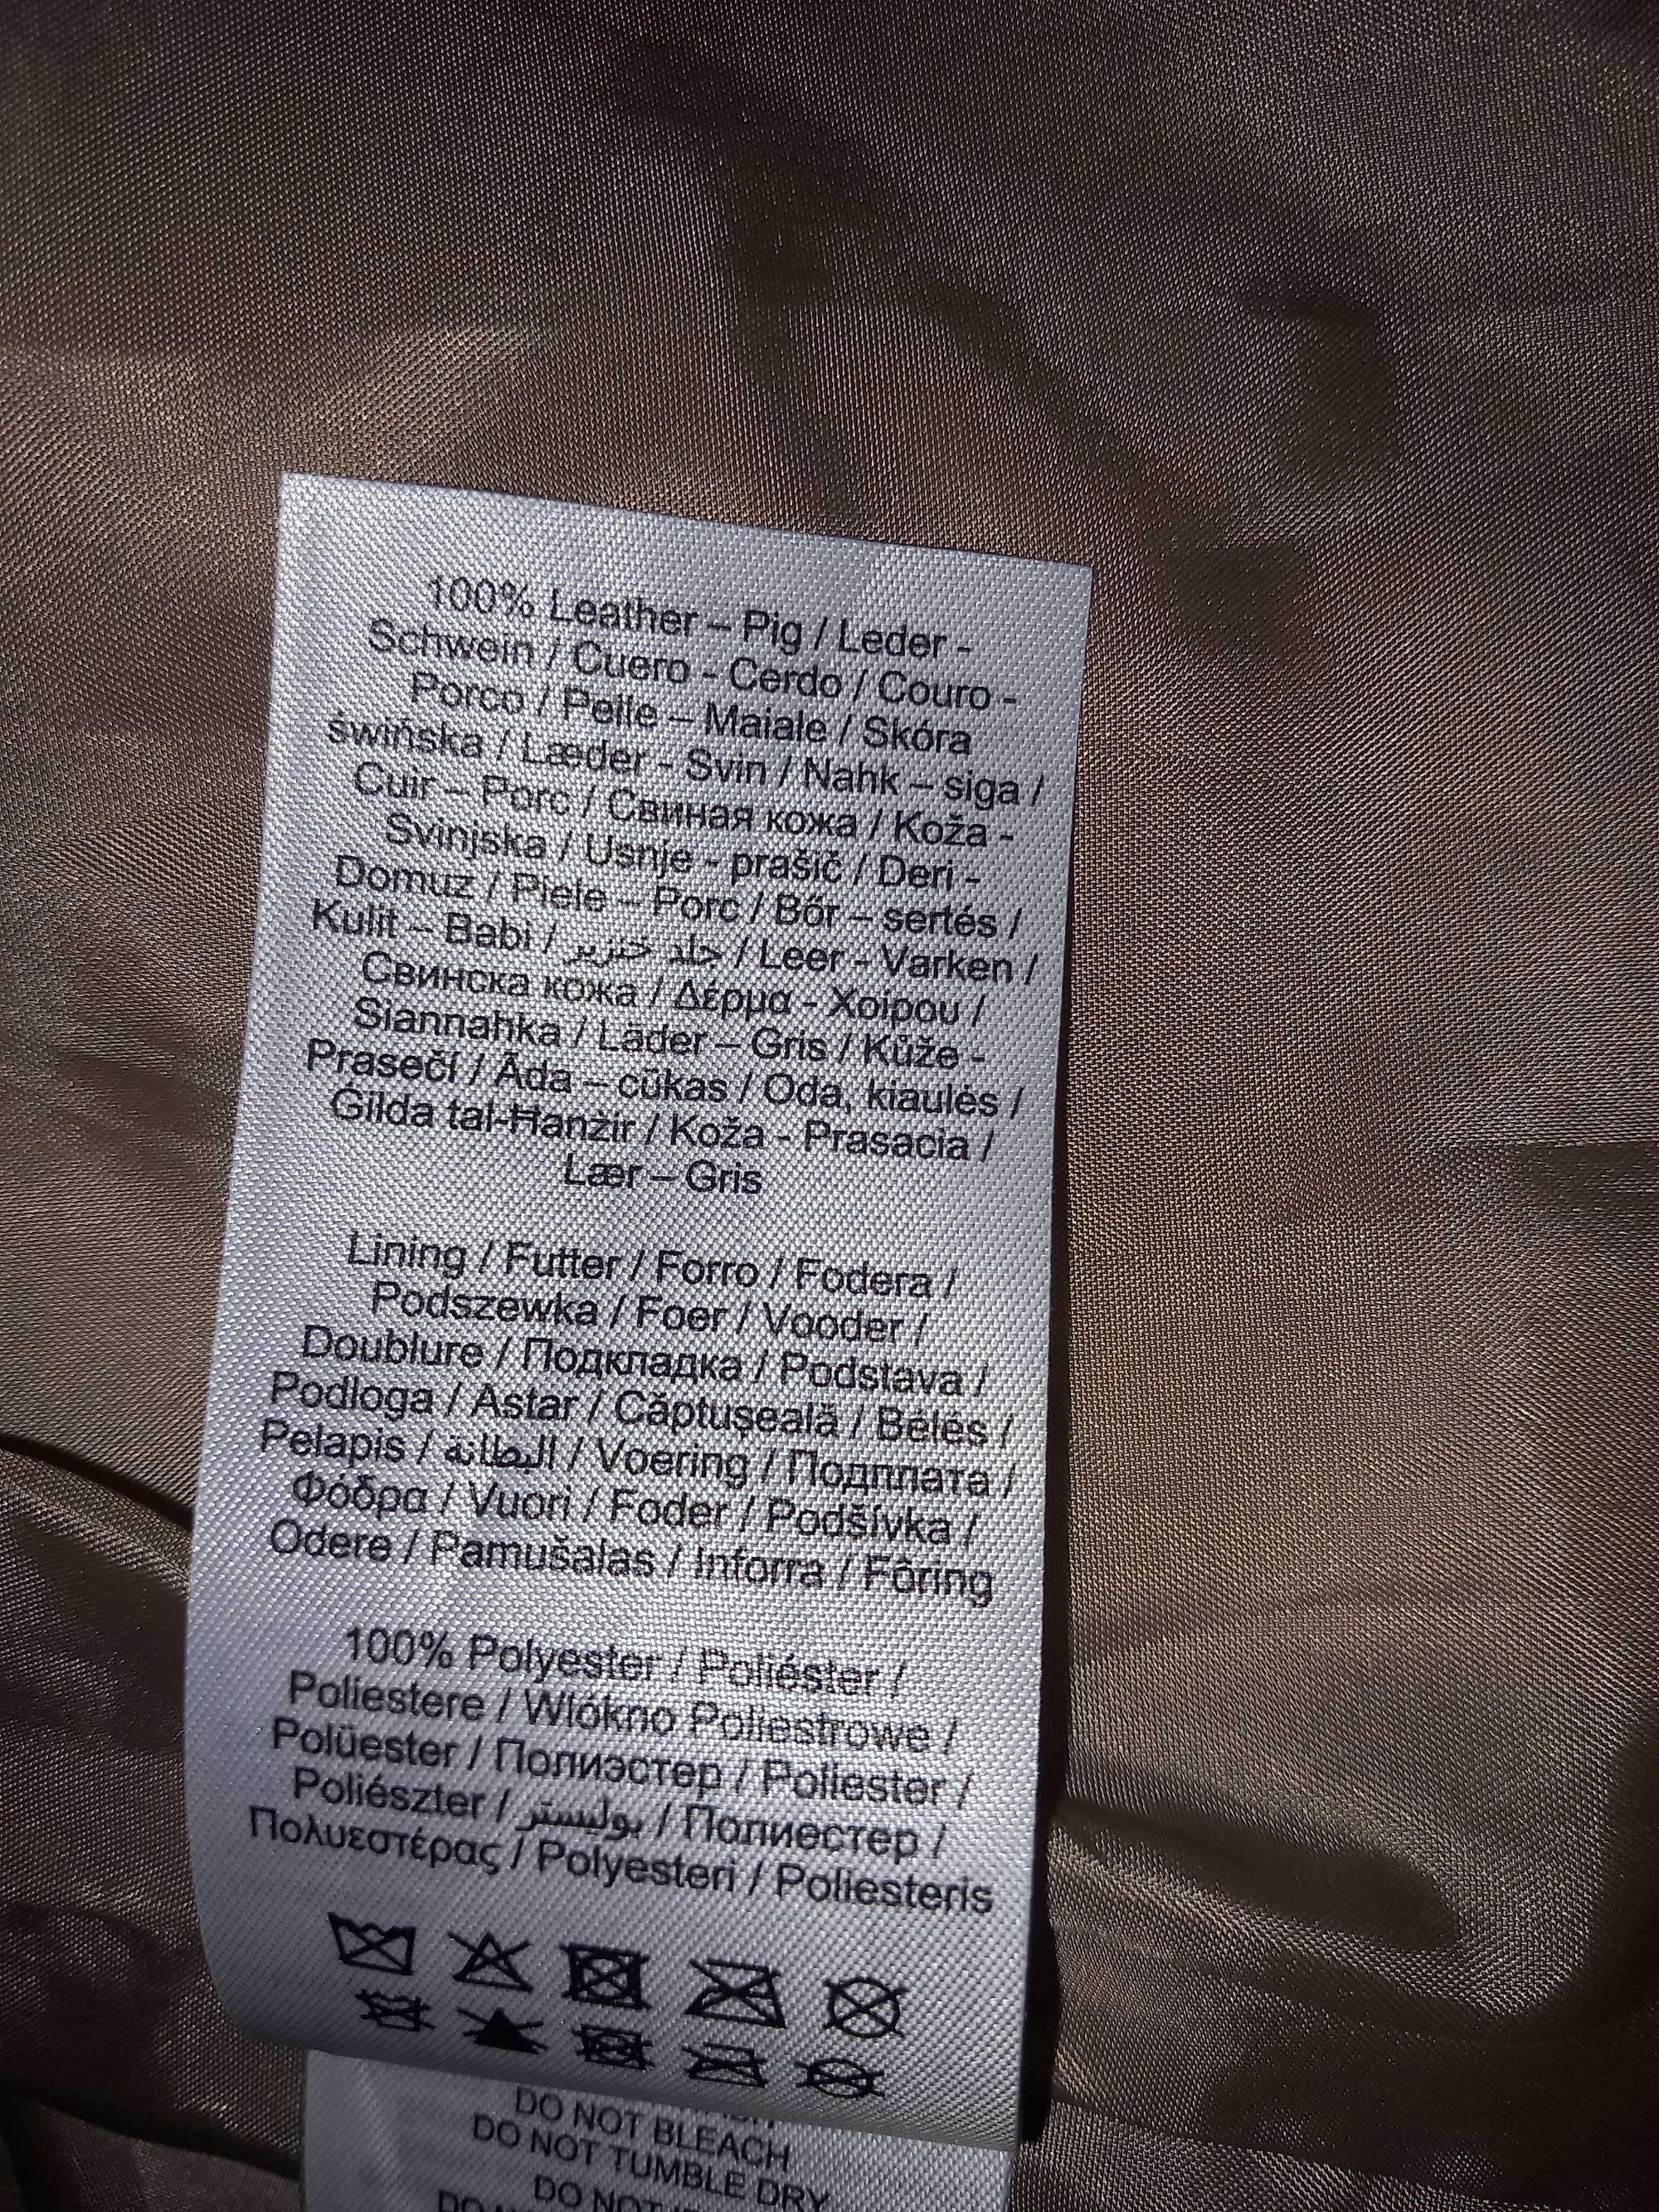 100% Leather – Pig / Leder -
Schwein / Cuero - Cerdo / Couro -
Porco / Pelle – Maiale / Skóra
świńska / Læder - Svin / Nahk – siga /
Cuir – Porc / Свиная кожа / Koža -
Svinjska / Usnje - prašič / Deri -
Domuz / Piele – Porc / Bőr – sertés /
Kulit – Babi / جلد خنزير / Leer - Varken /
Свинска кожа / Δέρμα - Χοίρου /
Siannahka / Läder – Gris / Kůže -
Prasečí / Āda – cūkas / Oda, kiaulės /
Ġilda tal-Ħanżir / Koža - Prasacia /
Lær – Gris
Lining / Futter / Forro / Fodera /
Podszewka / Foer / Vooder /
Doublure / Подкладка / Podstava /
Podloga / Astar / Căptușeală / Bélés /
Pelapis / البطانة / Voering / Подплата /
Φόδρα / Vuori / Foder / Podšívka /
Odere / Pamušalas / Inforra / Fôring
100% Polyester / Poliéster /
Poliestere / Wlókno Poliestrowe /
Polüester / Полиэстер / Poliester /
Poliészter / بوليستر / Полиестер /
Πολυεστέρας / Polyesteri / Poliesteris
DO NOT BLEACH
DO NOT TUMBLE DRY
DO NOT